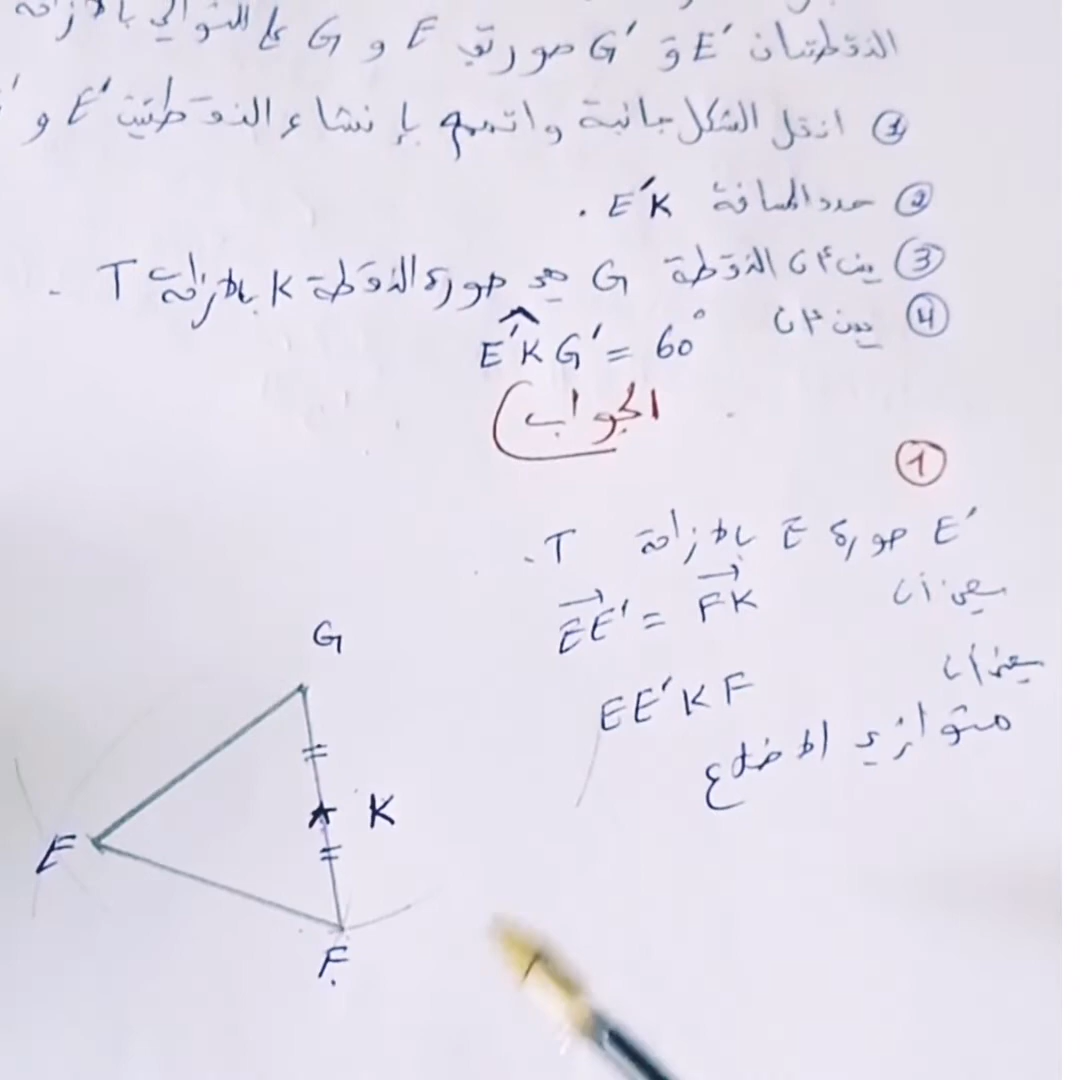 النقطتان E' و G' صورتي E و G على التوالي
① انقل الشكل جانبه واتمم بإنشاء النقطتين E' و
② حدد المسافة E'K .
③ بين أن النقطة G هي صورة النقطة K بالإزاحة T .
④ بين أن
E'K̂G' = 60°
الجواب
①
E' صورة E بالإزاحة T .
يعني أن
EE'⃗ = FK⃗
يعني أن
EE'KF
متوازي الأضلاع
G
K
E
F